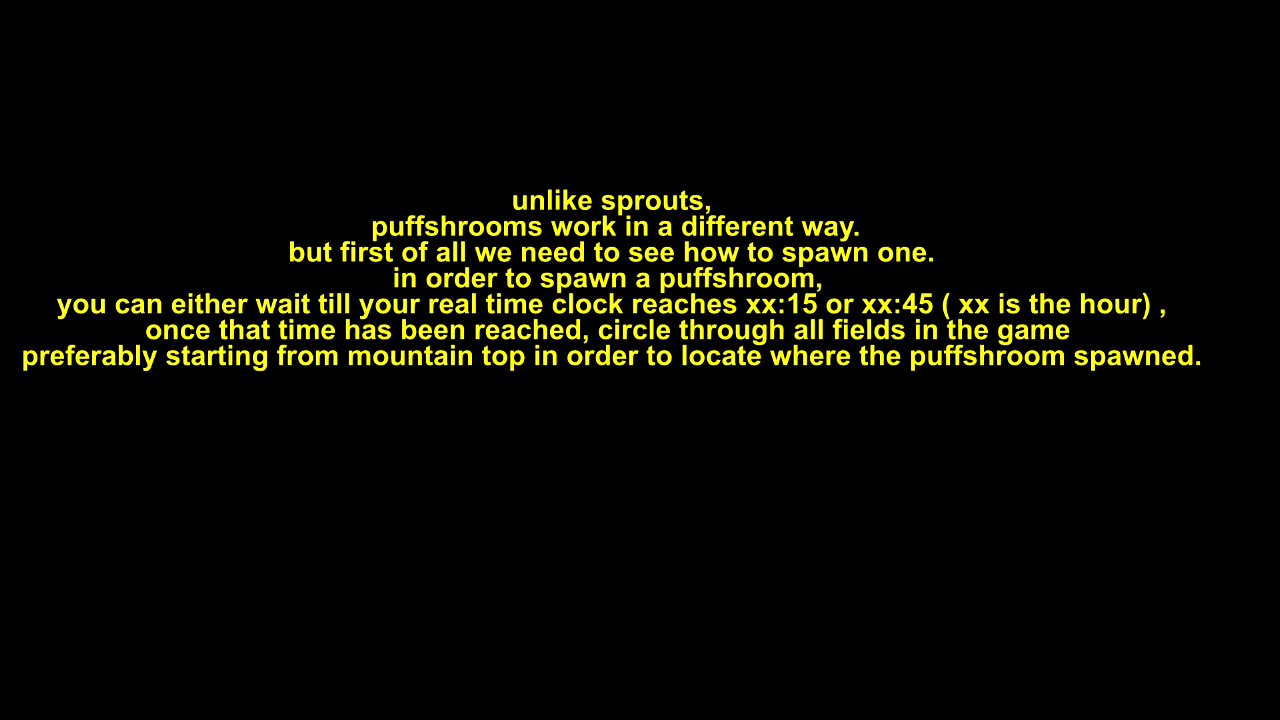 unlike sprouts,
puffshrooms work in a different way.
but first of all we need to see how to spawn one.
in order to spawn a puffshroom,
you can either wait till your real time clock reaches xx:15 or xx:45 ( xx is the hour) ,
once that time has been reached, circle through all fields in the game
preferably starting from mountain top in order to locate where the puffshroom spawned.